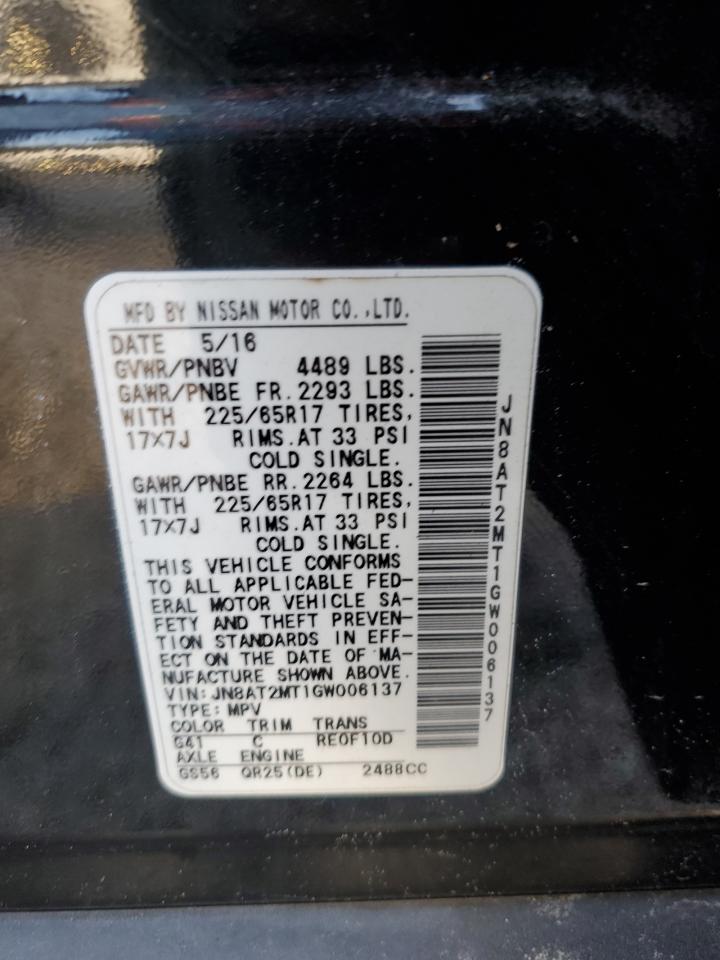 MFD BY NISSAN MOTOR CO.,LTD.
DATE 5/16
GVWR/PNBV 4489 LBS.
GAWR/PNBE FR. 2293 LBS.
WITH 225/65R17 TIRES,
17×7J RIMS.AT 33 PSI
COLD SINGLE.
GAWR/PNBE RR. 2264 LBS.
WITH 225/65R17 TIRES,
17×7J RIMS.AT 33 PSI
COLD SINGLE.
THIS VEHICLE CONFORMS
TO ALL APPLICABLE FED-
ERAL MOTOR VEHICLE SA-
FETY AND THEFT PREVEN-
TION STANDARDS IN EFF-
ECT ON THE DATE OF MA-
NUFACTURE SHOWN ABOVE.
VIN:JN8AT2MT1GW006137
TYPE: MPV
COLOR TRIM TRANS
G41 C RE0F10D
AXLE ENGINE
GS56 QR25(DE) 2488CC
JN8AT2MT1GW006137